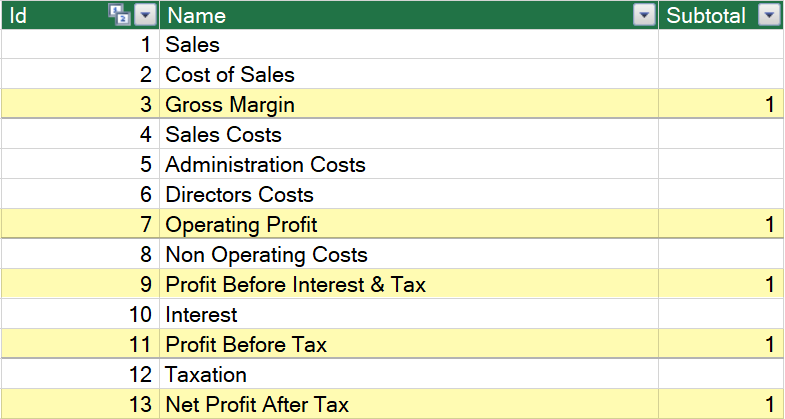 Id Name Subtotal
1 Sales
2 Cost of Sales
3 Gross Margin 1
4 Sales Costs
5 Administration Costs
6 Directors Costs
7 Operating Profit 1
8 Non Operating Costs
9 Profit Before Interest & Tax 1
10 Interest
11 Profit Before Tax 1
12 Taxation
13 Net Profit After Tax 1